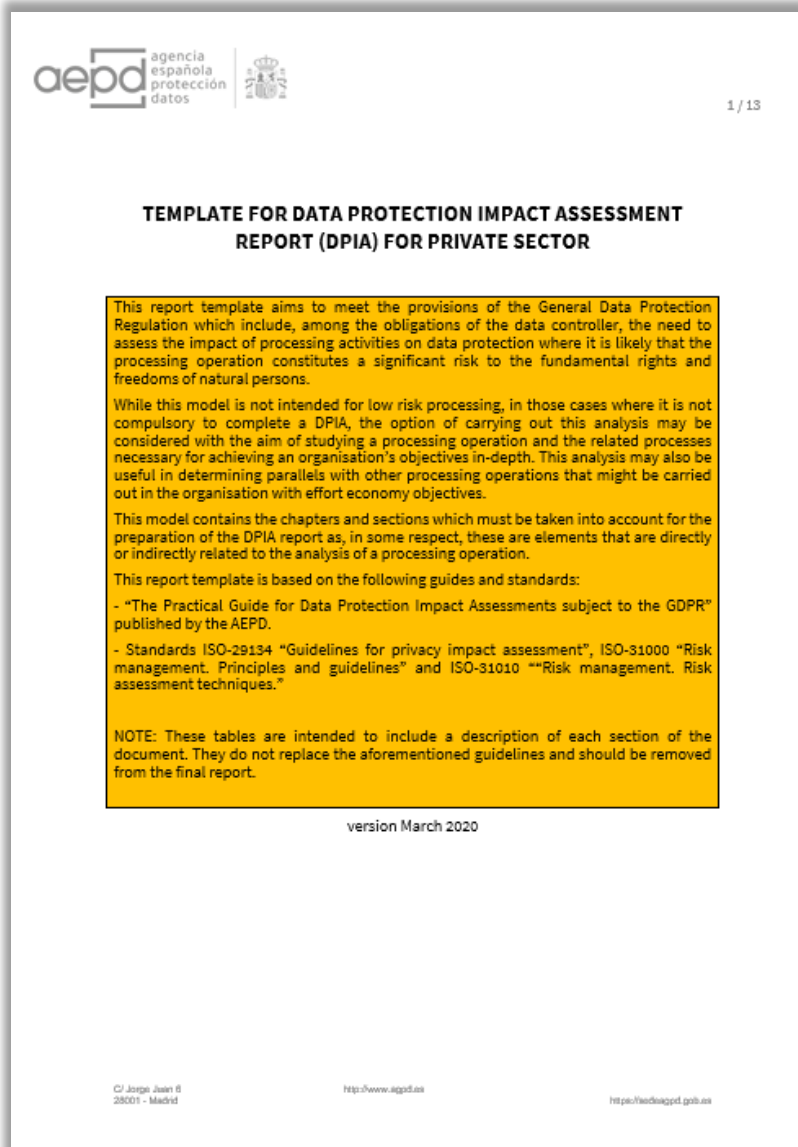 aepd
agencia
española
protección
datos
1 / 13
TEMPLATE FOR DATA PROTECTION IMPACT ASSESSMENT
REPORT (DPIA) FOR PRIVATE SECTOR
This report template aims to meet the provisions of the General Data Protection
Regulation which include, among the obligations of the data controller, the need to
assess the impact of processing activities on data protection where it is likely that the
processing operation constitutes a significant risk to the fundamental rights and
freedoms of natural persons.
While this model is not intended for low risk processing, in those cases where it is not
compulsory to complete a DPIA, the option of carrying out this analysis may be
considered with the aim of studying a processing operation and the related processes
necessary for achieving an organisation's objectives in-depth. This analysis may also be
useful in determining parallels with other processing operations that might be carried
out in the organisation with effort economy objectives.
This model contains the chapters and sections which must be taken into account for the
preparation of the DPIA report as, in some respect, these are elements that are directly
or indirectly related to the analysis of a processing operation.
This report template is based on the following guides and standards:
- “The Practical Guide for Data Protection Impact Assessments subject to the GDPR”
published by the AEPD.
- Standards ISO-29134 “Guidelines for privacy impact assessment”, ISO-31000 “Risk
management. Principles and guidelines” and ISO-31010 ““Risk management. Risk
assessment techniques.”
NOTE: These tables are intended to include a description of each section of the
document. They do not replace the aforementioned guidelines and should be removed
from the final report.
version March 2020
C/ Jorge Juan 6
28001 - Madrid
http://www.agpd.es
https://sedeagpd.gob.es